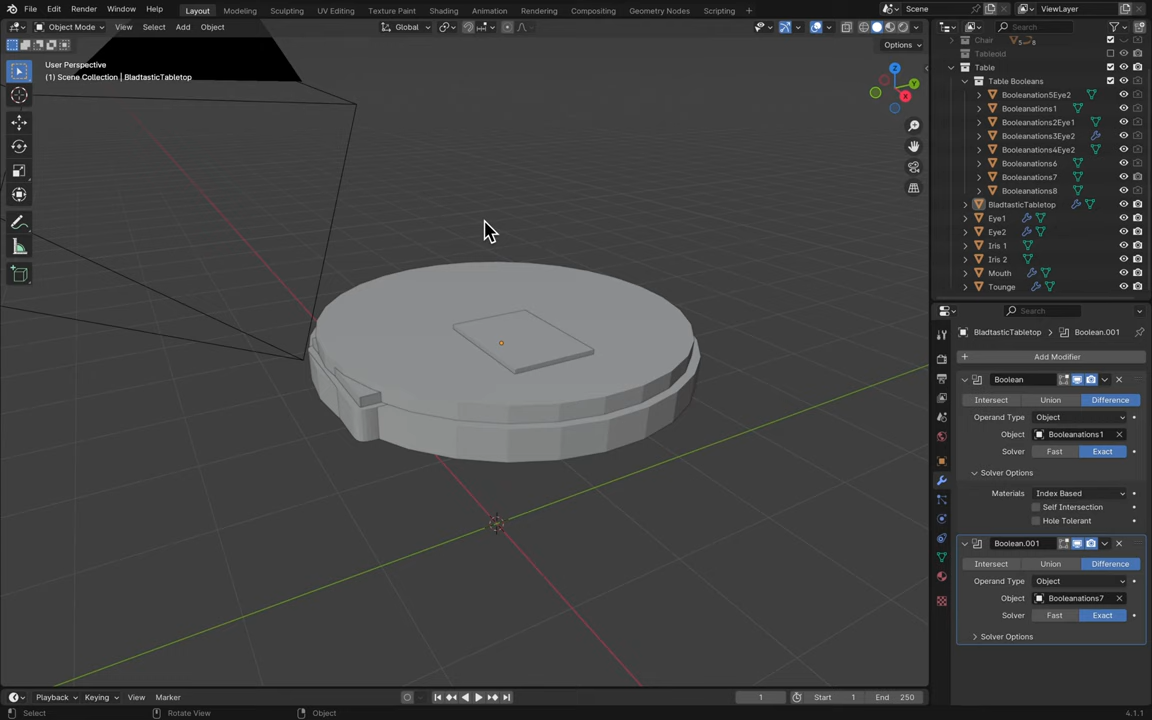 File Edit Render Window Help Layout Modeling Sculpting UV Editing Texture Paint Shading Animation Rendering Compositing Geometry Nodes Scripting Scene ViewLayer
Object Mode View Select Add Object Global Search
Options
User Perspective
(1) Scene Collection | BladtasticTabletop
Z
Y
X
Chair 5 8
Tableold
Table
Table Booleans
Booleanation5Eye2
Booleanations1
Booleanations2Eye1
Booleanations3Eye2
Booleanations4Eye2
Booleanations6
Booleanations7
Booleanations8
BladtasticTabletop
Eye1
Eye2
Iris 1
Iris 2
Mouth
Tounge
Search
BladtasticTabletop Boolean.001
Add Modifier
Boolean
Intersect Union Difference
Operand Type Object
Object Booleanations1
Solver Fast Exact
Solver Options
Materials Index Based
Self Intersection
Hole Tolerant
Boolean.001
Intersect Union Difference
Operand Type Object
Object Booleanations7
Solver Fast Exact
Solver Options
Playback Keying View Marker 1 Start 1 End 250
Select Rotate View Object 4.1.1